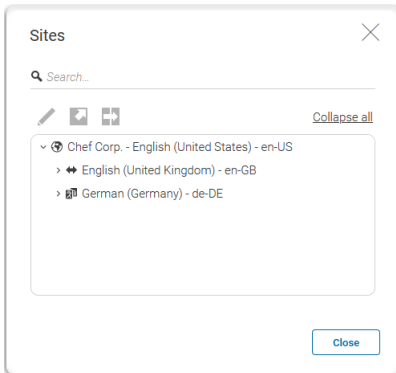 Sites
Search...
Collapse all
Chef Corp. - English (United States) - en-US
English (United Kingdom) - en-GB
German (Germany) - de-DE
Close